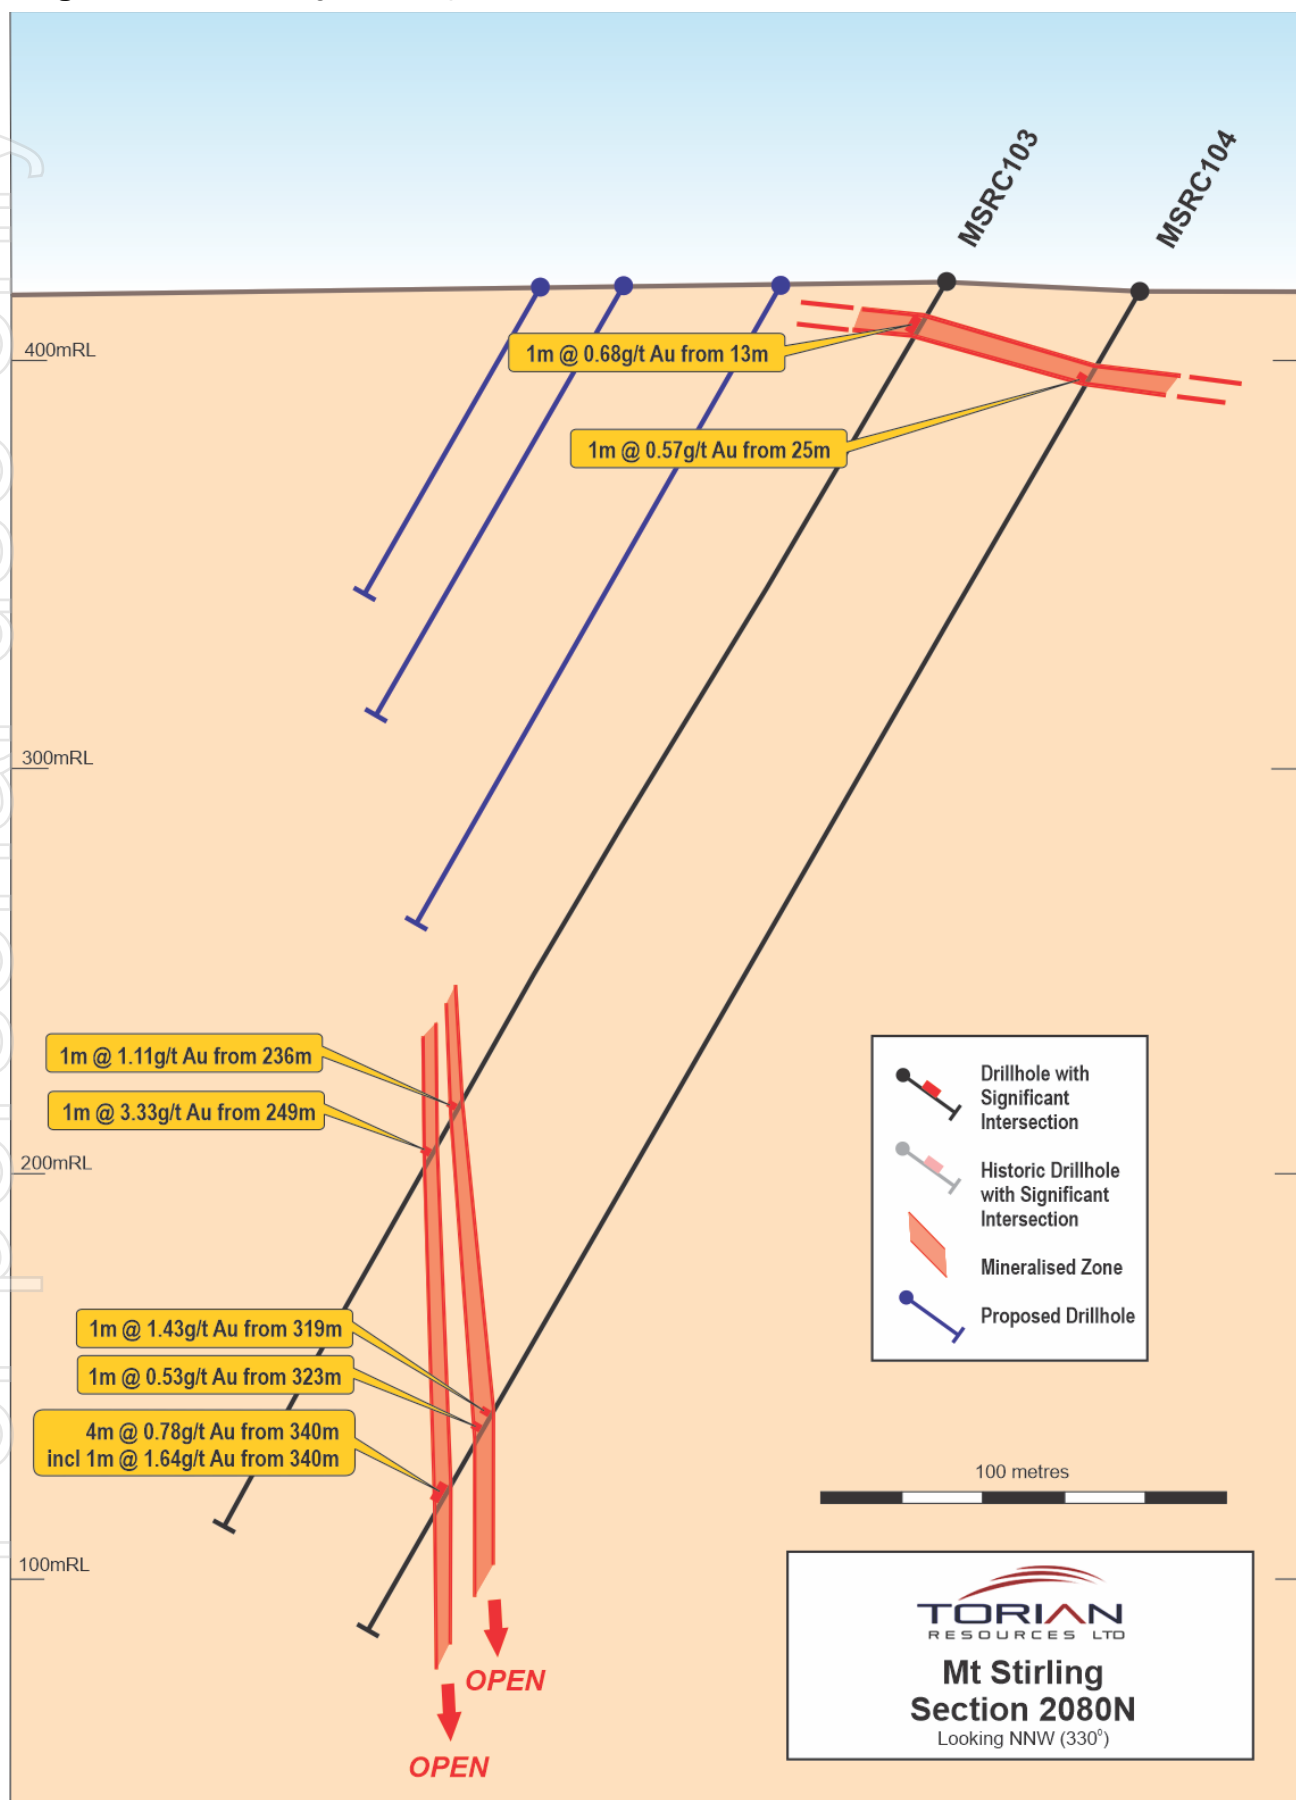 MSRC103
MSRC104
400mRL
1m @ 0.68g/t Au from 13m
1m @ 0.57g/t Au from 25m
300mRL
1m @ 1.11g/t Au from 236m
1m @ 3.33g/t Au from 249m
200mRL
1m @ 1.43g/t Au from 319m
1m @ 0.53g/t Au from 323m
4m @ 0.78g/t Au from 340m
incl 1m @ 1.64g/t Au from 340m
100mRL
OPEN
OPEN
Drillhole with
Significant
Intersection
Historic Drillhole
with Significant
Intersection
Mineralised Zone
Proposed Drillhole
100 metres
TORIAN
RESOURCES LTD
Mt Stirling
Section 2080N
Looking NNW (330⁰)